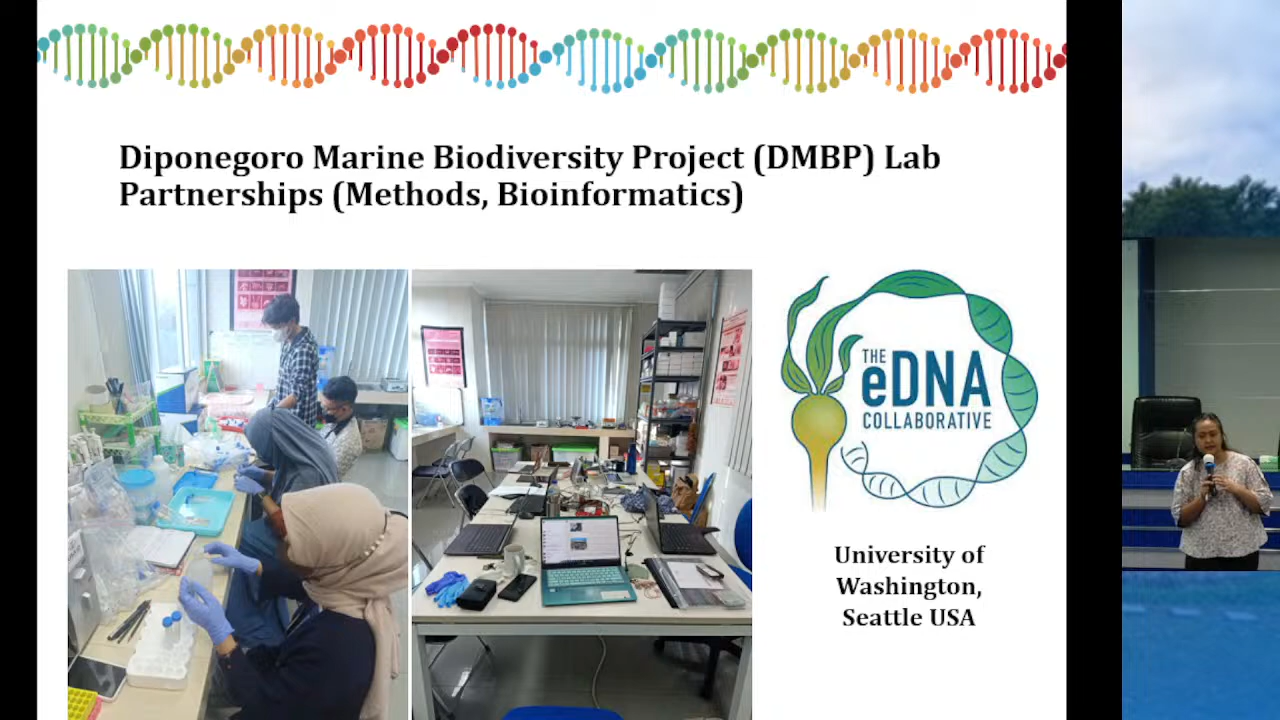 Diponegoro Marine Biodiversity Project (DMBP) Lab
Partnerships (Methods, Bioinformatics)
THE
eDNA
COLLABORATIVE
University of
Washington,
Seattle USA